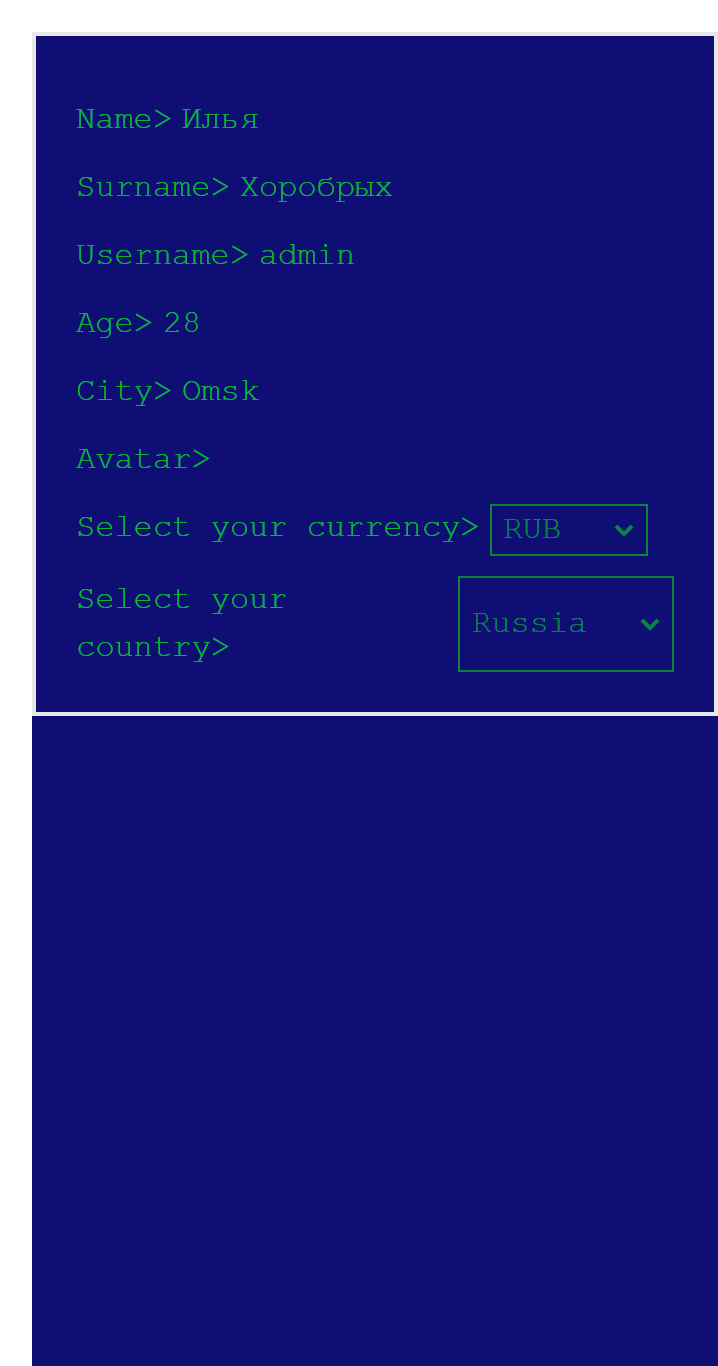 Name> Илья
Surname> Хоробрых
Username> admin
Age> 28
City> Omsk
Avatar>
Select your currency> RUB
Select your
country> Russia